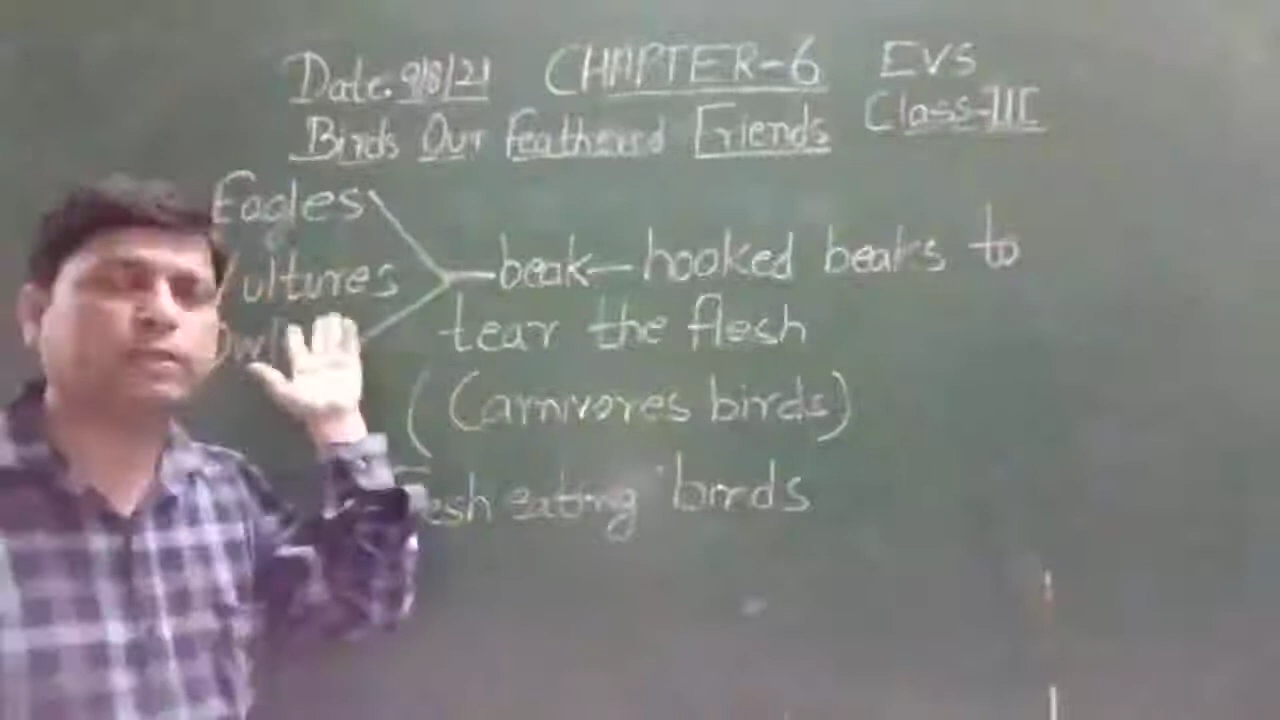 Date. 9/8/21 CHAPTER-6 EVS
Birds Our Feathered Friends Class-III
Eagles
Vultures beak - hooked beaks to
Owls tear the flesh
(Carnivores birds)
Flesh eating birds